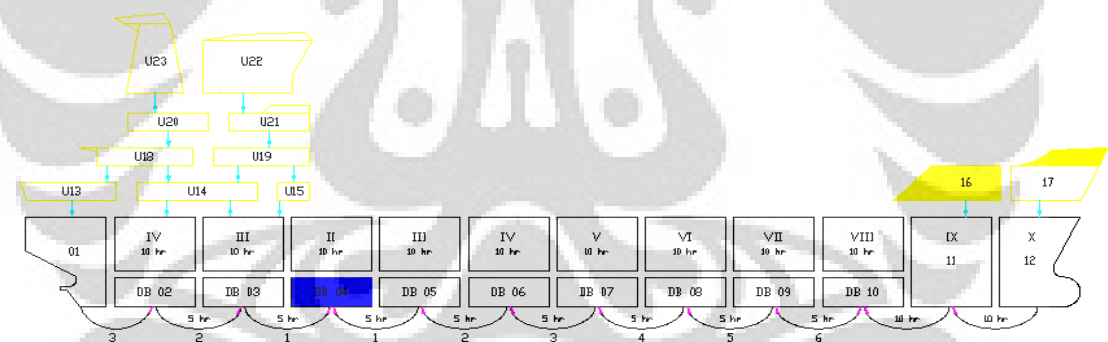 U23 U22
U20 U21
U18 U19
U13 U14 U15 16 17
01 IV III II III IV V VI VII VIII IX X
10 hr 10 hr 10 hr 10 hr 10 hr 10 hr 10 hr 10 hr 10 hr 11 12
DB 02 DB 03 DB 04 DB 05 DB 06 DB 07 DB 08 DB 09 DB 10
5 hr 5 hr 5 hr 5 hr 5 hr 5 hr 5 hr 5 hr 10 hr 10 hr
3 2 1 1 2 3 4 5 6